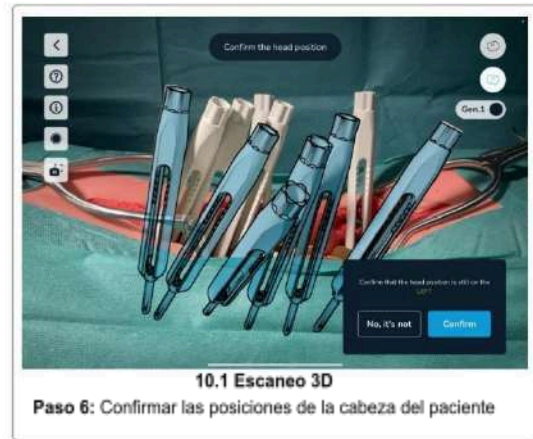 Confirm the head position
Gen.1
Confirm that the head position is still on the
LEFT
No, it's not
Confirm
10.1 Escaneo 3D
Paso 6: Confirmar las posiciones de la cabeza del paciente